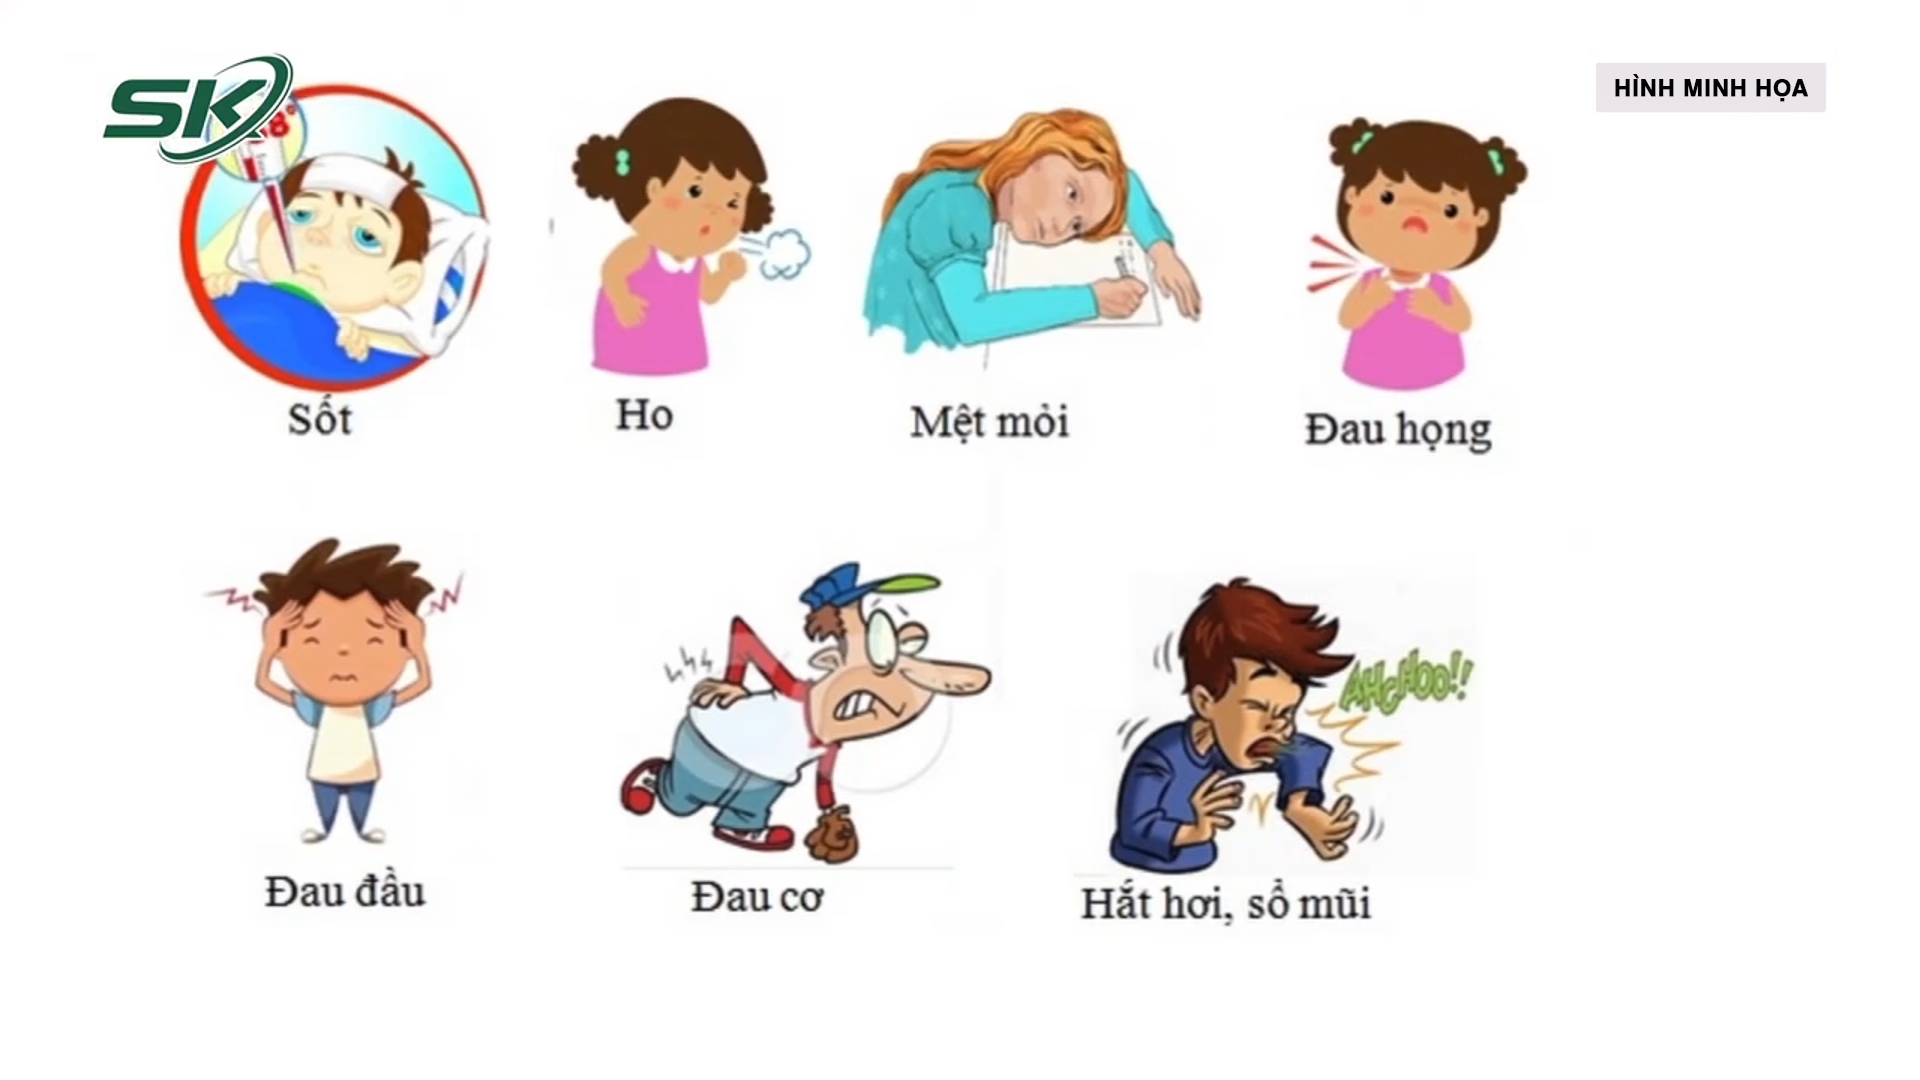 SK
HÌNH MINH HỌA
8°
Sốt
Ho
Mệt mỏi
Đau họng
AHCHOO!!
Đau đầu
Đau cơ
Hắt hơi, sổ mũi